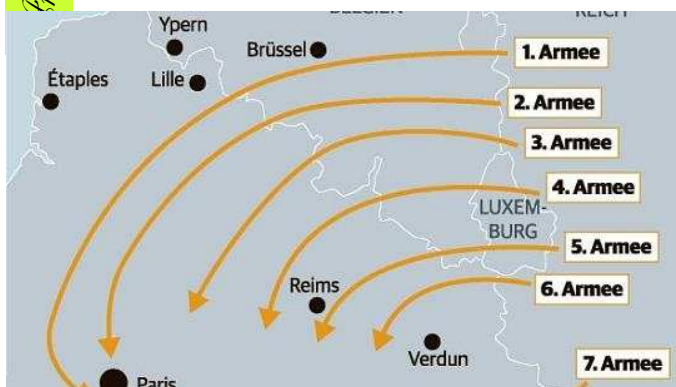 BELGIEN
REICH
Ypern
Brüssel
1. Armee
Étaples
Lille
2. Armee
3. Armee
4. Armee
LUXEM-
BURG
5. Armee
Reims
6. Armee
Verdun
7. Armee
Paris